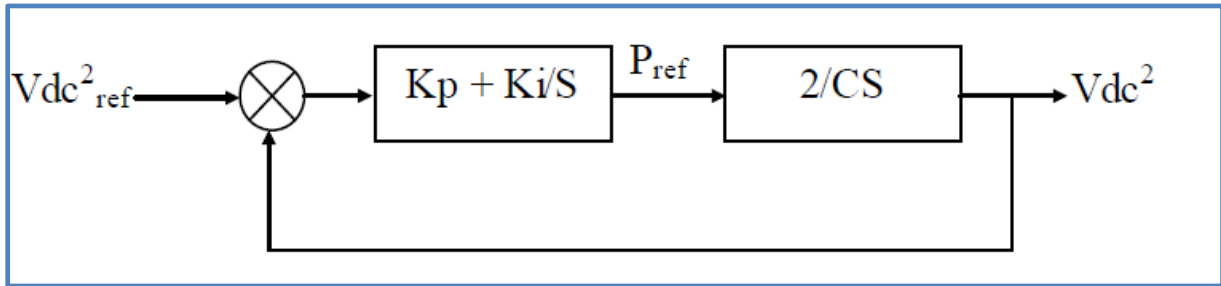 Vdc²ref
Kp + Ki/S
Pref
2/CS
Vdc²